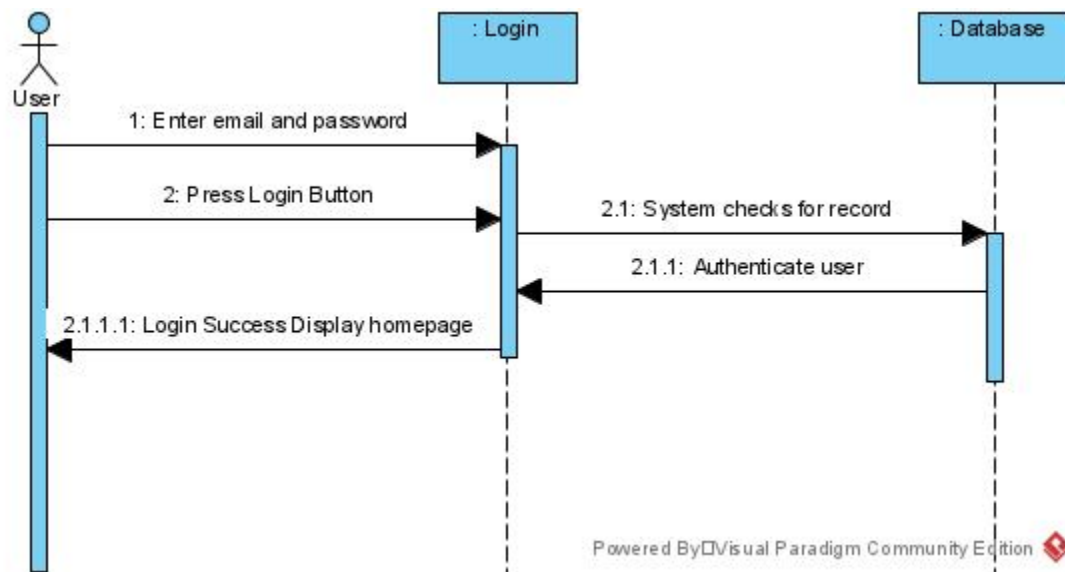 : Login
: Database
User
1: Enter email and password
2: Press Login Button
2.1: System checks for record
2.1.1: Authenticate user
2.1.1.1: Login Success Display homepage
Powered By□Visual Paradigm Community Edition